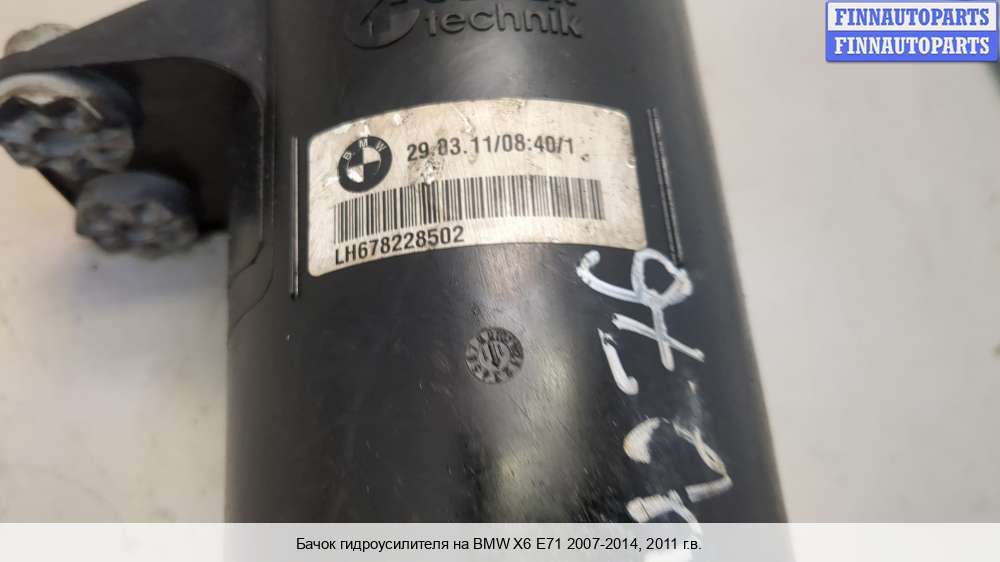 technik
FINNAUTOPARTS
FINNAUTOPARTS
BMW
29.03.11/08:40/1
LH678228502
76
Бачок гидроусилителя на BMW X6 E71 2007-2014, 2011 г.в.